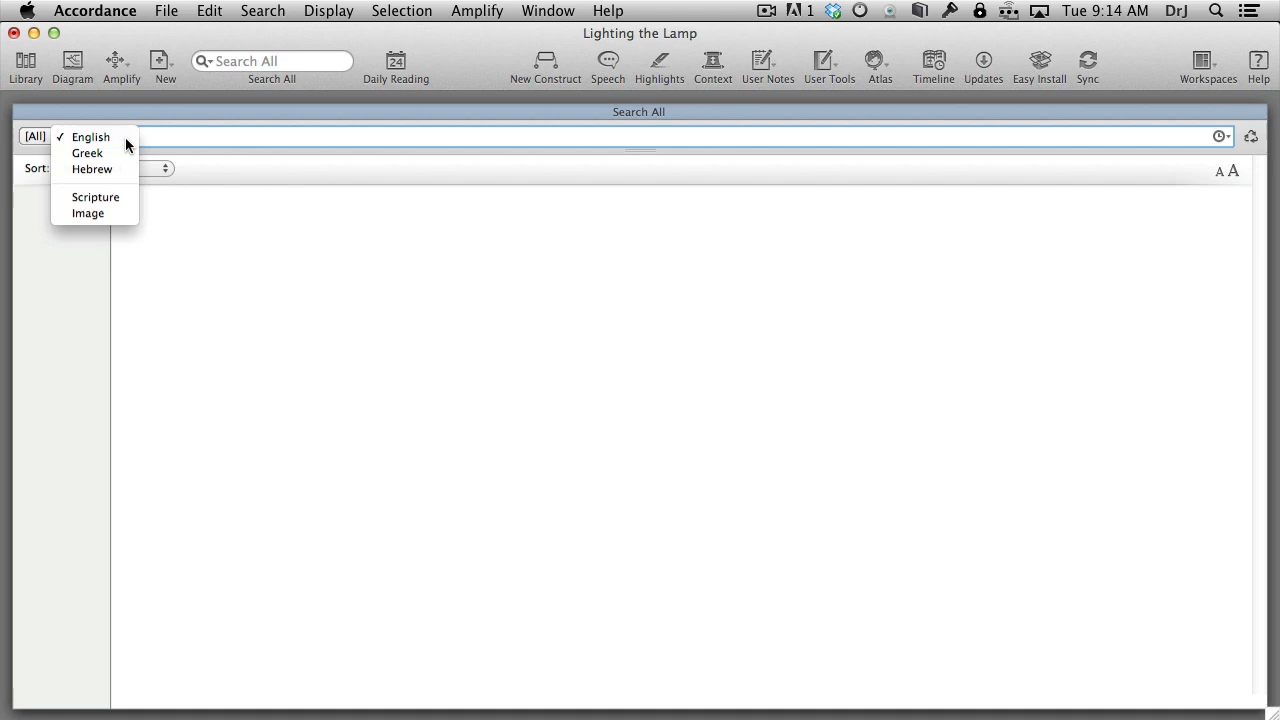 Accordance File Edit Search Display Selection Amplify Window Help 1 Tue 9:14 AM DrJ
Lighting the Lamp
Search All
Library Diagram Amplify New Search All 24 Daily Reading New Construct Speech Highlights Context User Notes User Tools Atlas Timeline Updates Easy Install Sync Workspaces ? Help
Search All
[All] ✓ English
Greek
Sort: Hebrew A A
Scripture
Image